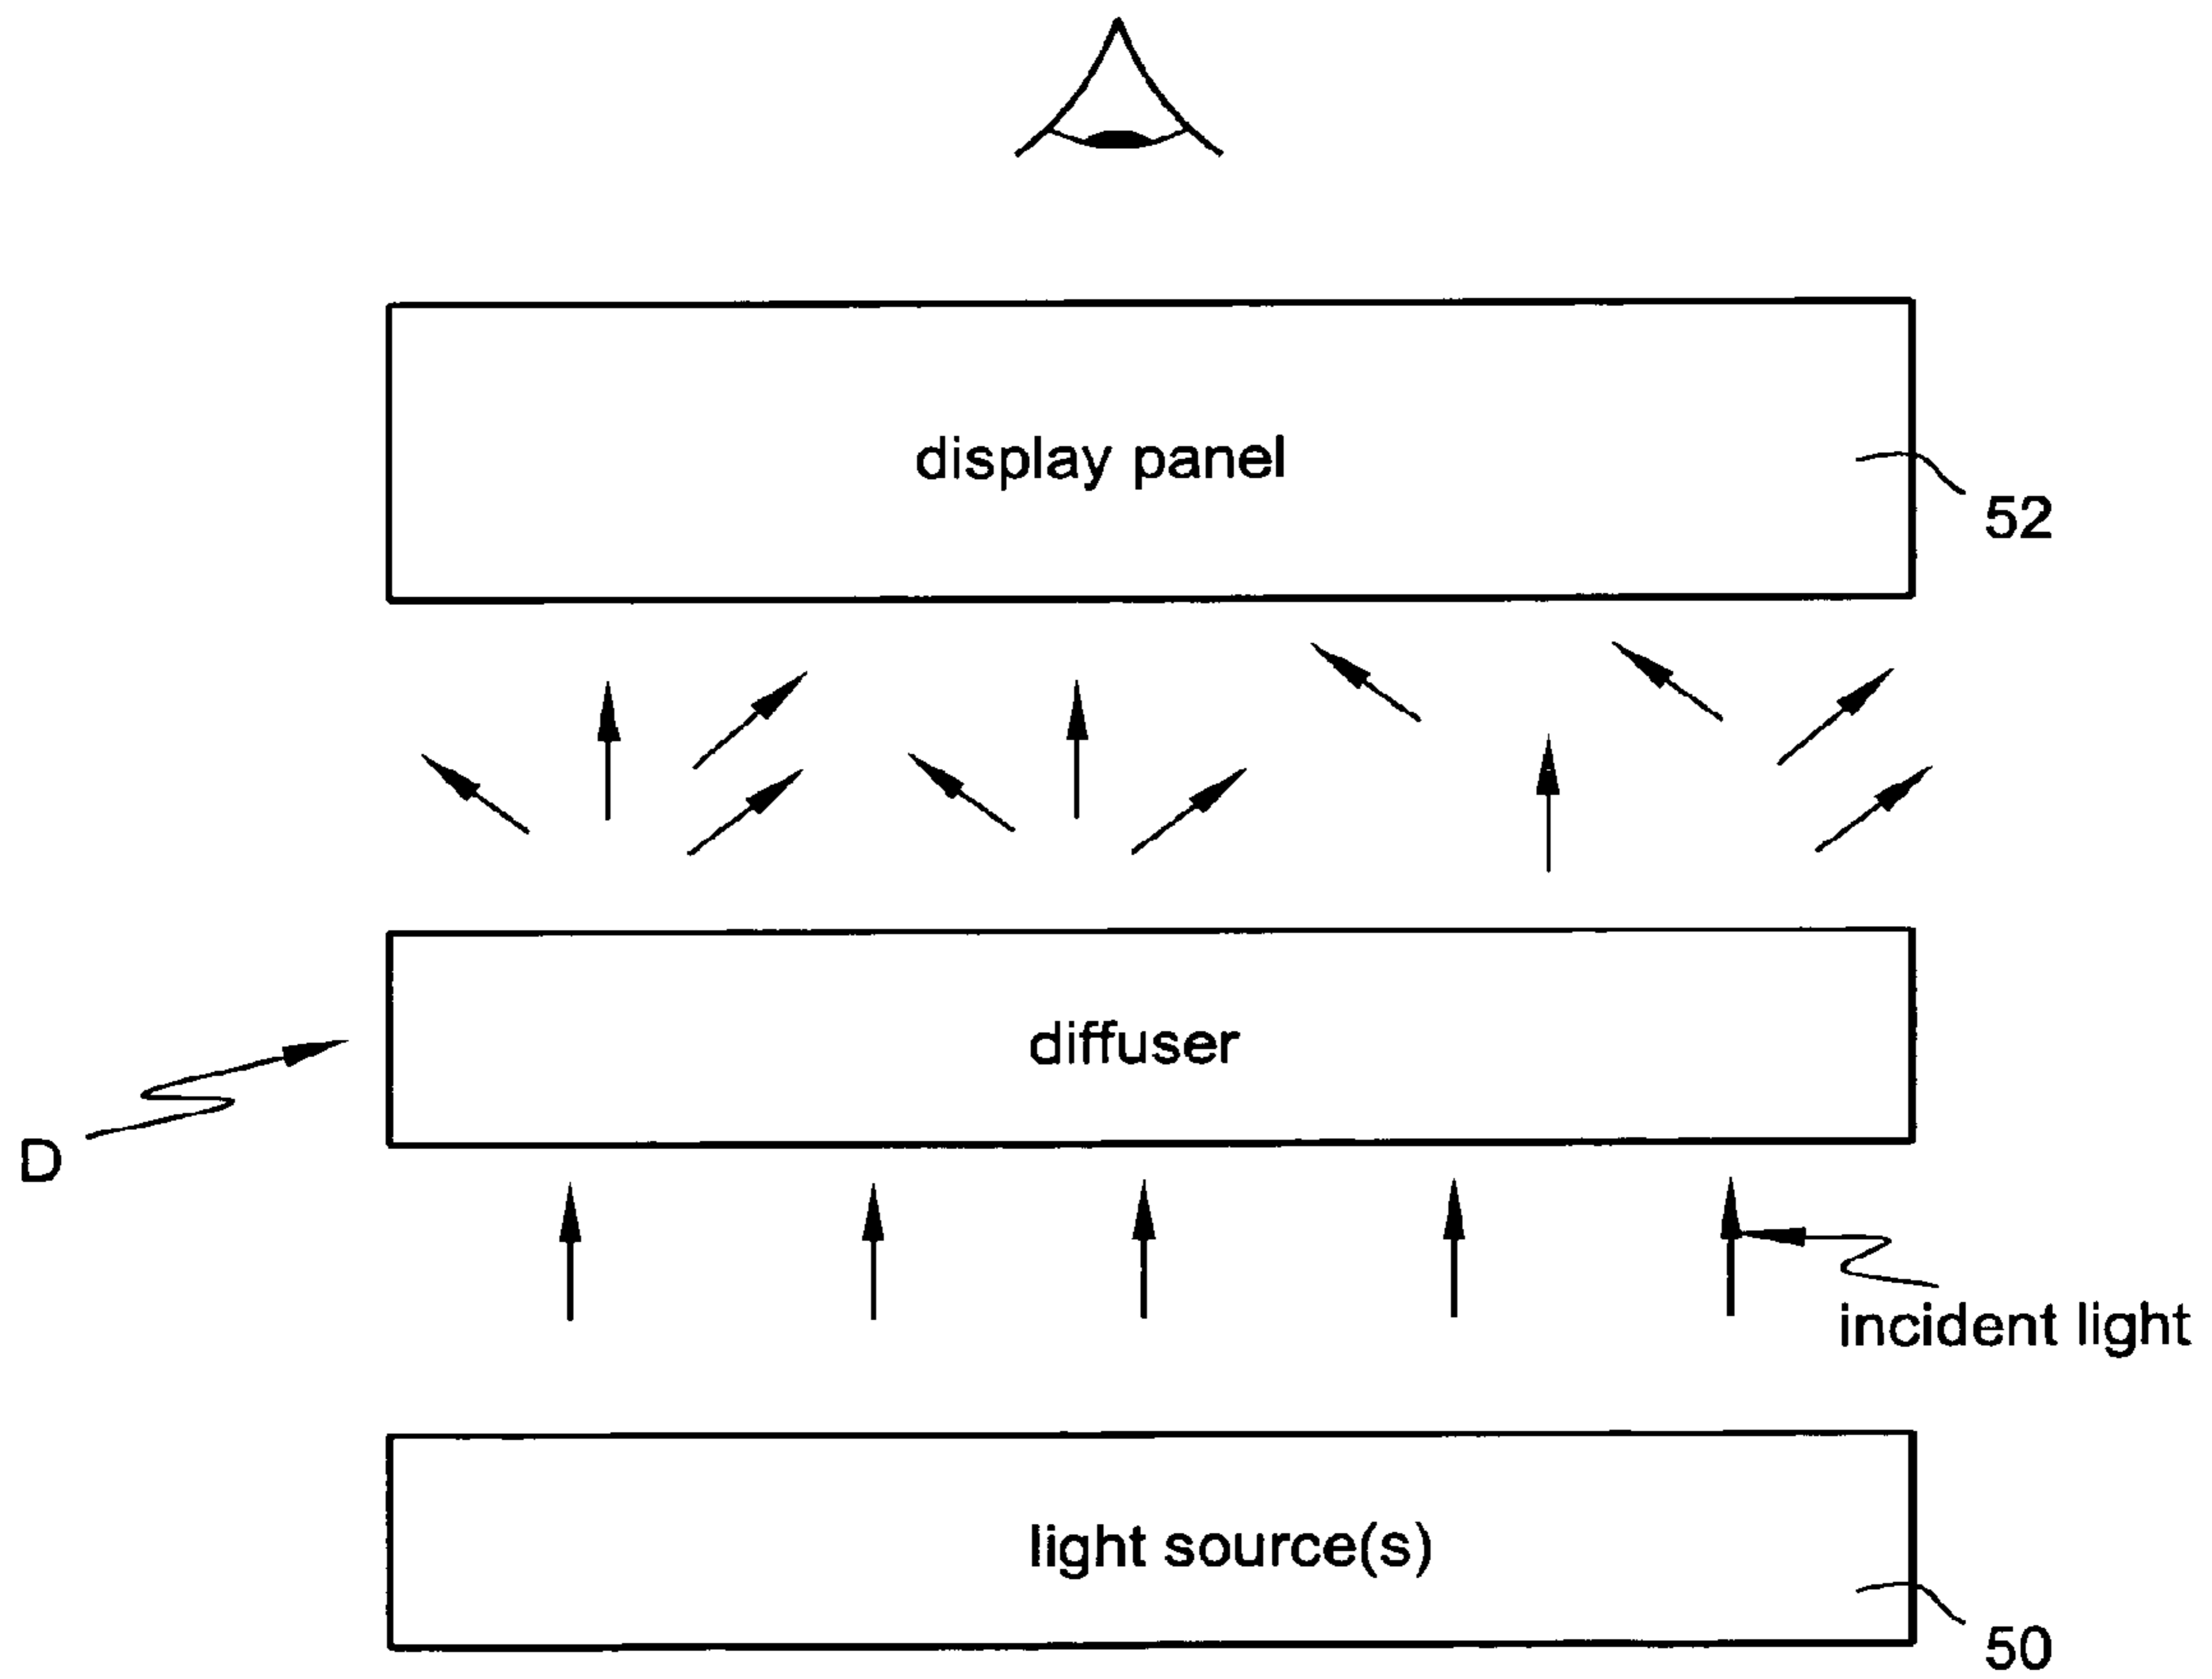 display panel
52
diffuser
D
incident light
light source(s)
50